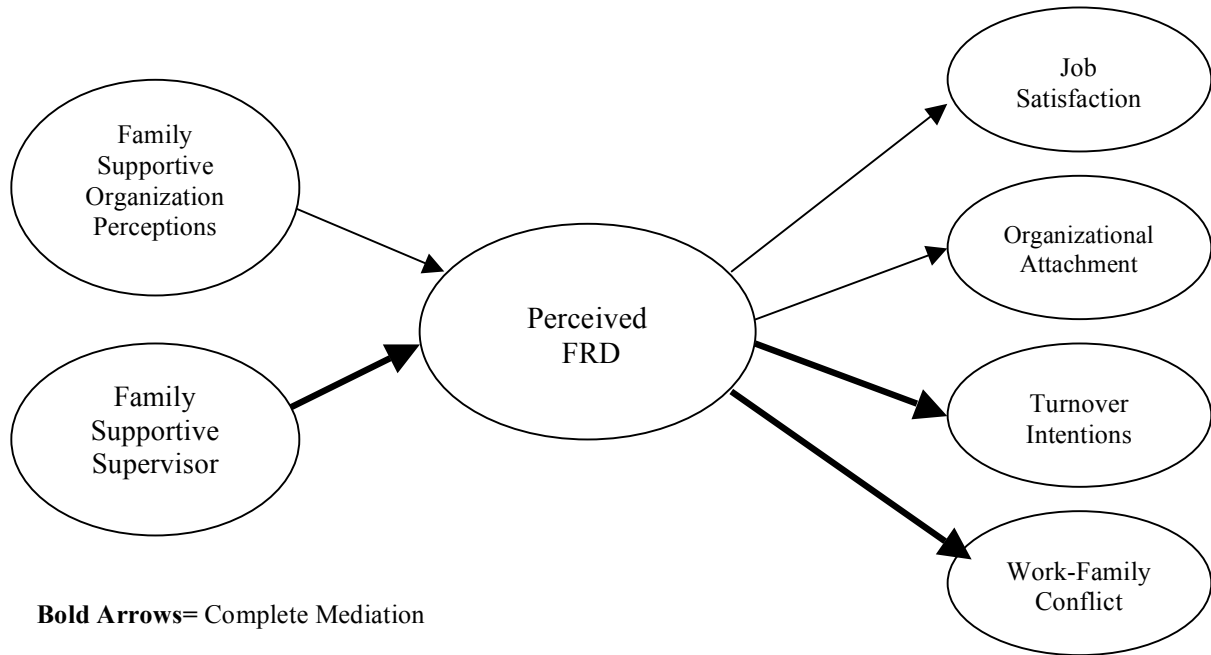 Family
Supportive
Organization
Perceptions
Family
Supportive
Supervisor
Perceived
FRD
Job
Satisfaction
Organizational
Attachment
Turnover
Intentions
Work-Family
Conflict
Bold Arrows= Complete Mediation